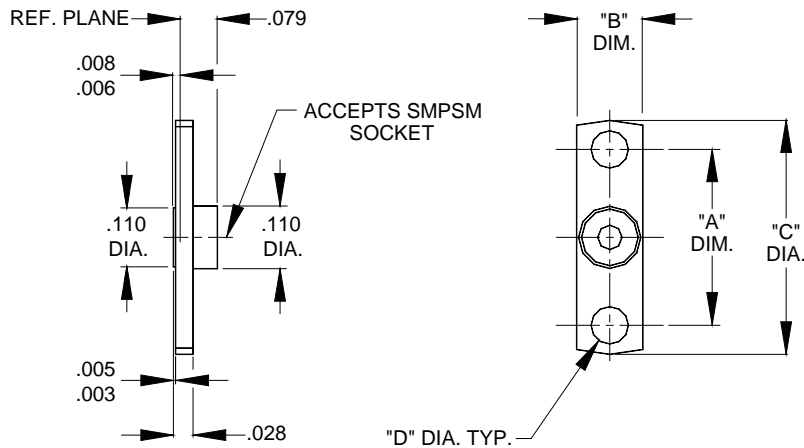 REF. PLANE
.079
.008
.006
ACCEPTS SMPSM
SOCKET
.110
DIA.
.110
DIA.
.005
.003
.028
"B"
DIM.
"A"
DIM.
"C"
DIA.
"D" DIA. TYP.